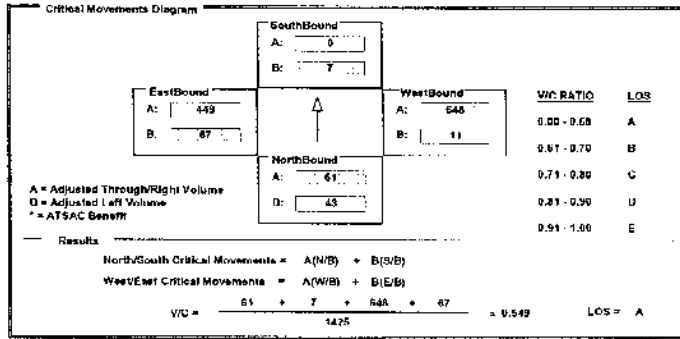 Critical Movements Diagram
SouthBound
A: 0
B: 7
EastBound
A: 449
B: 67
WestBound
A: 648
B: 11
NorthBound
A: 61
B: 43
V/C RATIO LOS
0.00 - 0.60 A
0.61 - 0.70 B
0.71 - 0.80 C
0.81 - 0.90 D
0.91 - 1.00 E
A = Adjusted Through/Right Volume
B = Adjusted Left Volume
* = ATSAC Benefit
Results
North/South Critical Movements = A(N/B) + B(S/B)
West/East Critical Movements = A(W/B) + B(E/B)
V/C = 61 + 7 + 648 + 67 = 0.549 LOS = A
1425